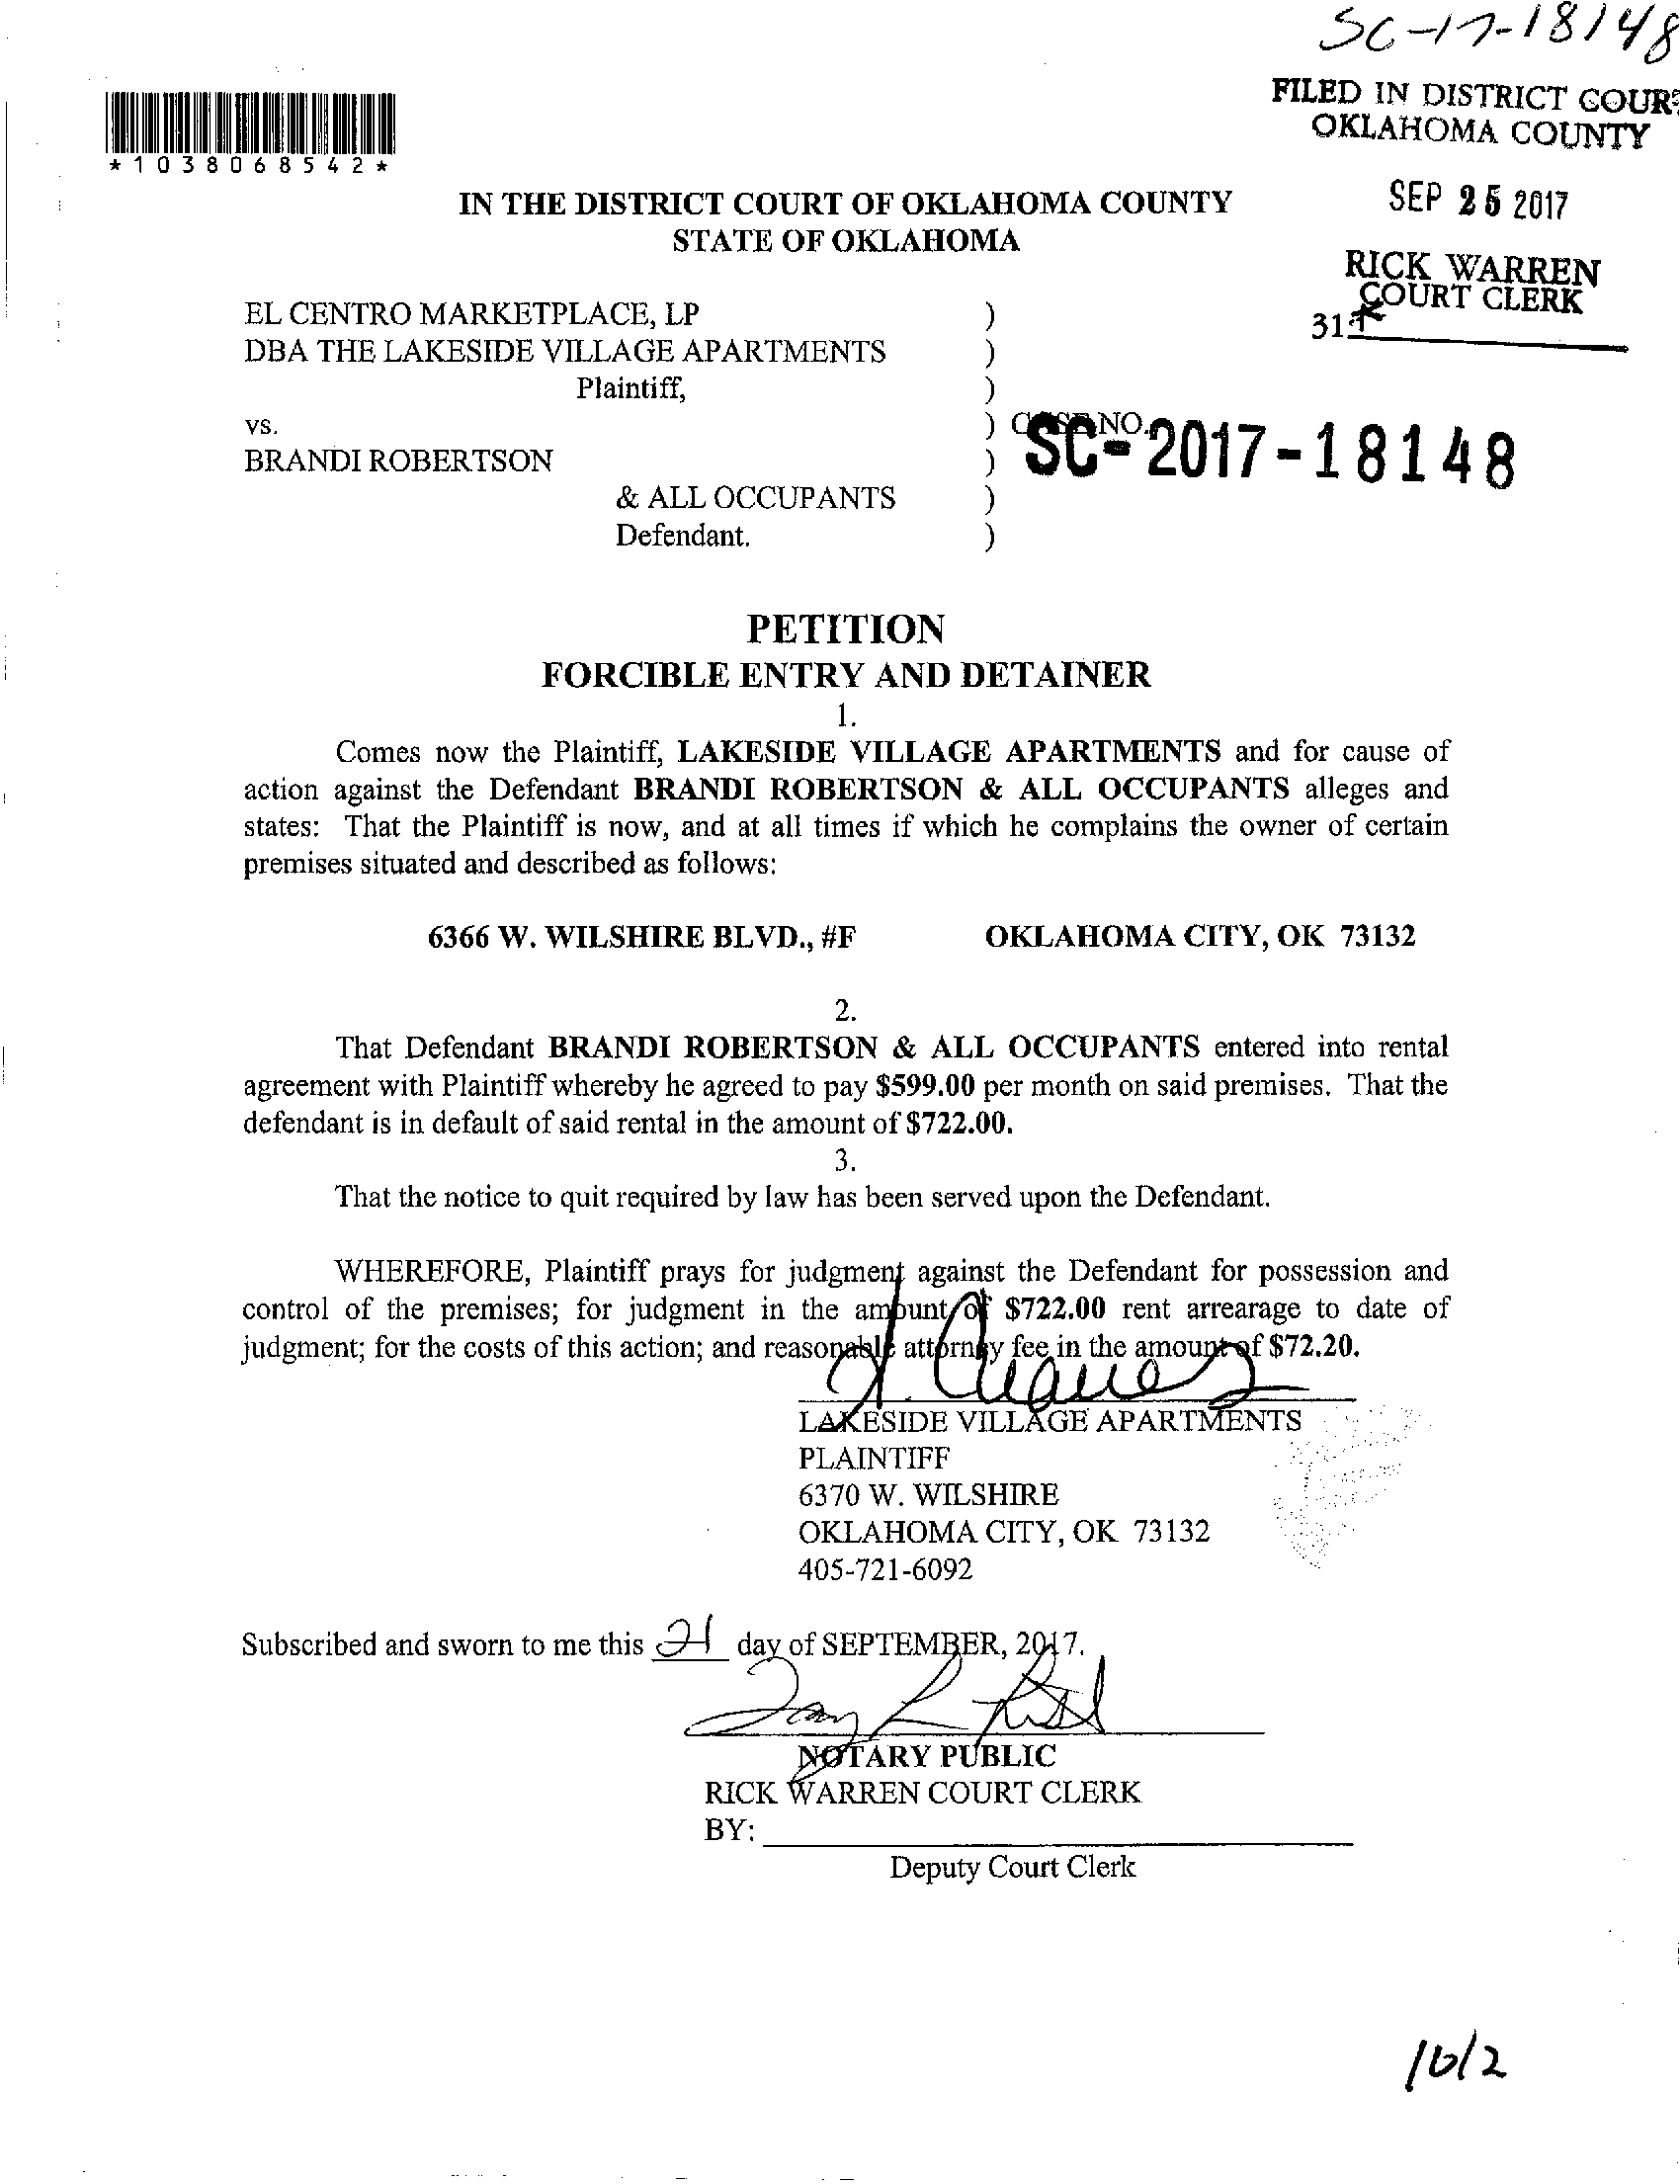 SC-17-18148
FILED IN DISTRICT COURT
OKLAHOMA COUNTY
*1038068542*
SEP 25 2017
IN THE DISTRICT COURT OF OKLAHOMA COUNTY
STATE OF OKLAHOMA
RICK WARREN
COURT CLERK
31
EL CENTRO MARKETPLACE, LP )
DBA THE LAKESIDE VILLAGE APARTMENTS )
Plaintiff, )
vs. ) CASE NO.
SC-2017-18148
BRANDI ROBERTSON )
& ALL OCCUPANTS )
Defendant. )
PETITION
FORCIBLE ENTRY AND DETAINER
1.
Comes now the Plaintiff, LAKESIDE VILLAGE APARTMENTS and for cause of
action against the Defendant BRANDI ROBERTSON & ALL OCCUPANTS alleges and
states: That the Plaintiff is now, and at all times if which he complains the owner of certain
premises situated and described as follows:
6366 W. WILSHIRE BLVD., #F OKLAHOMA CITY, OK 73132
2.
That Defendant BRANDI ROBERTSON & ALL OCCUPANTS entered into rental
agreement with Plaintiff whereby he agreed to pay $599.00 per month on said premises. That the
defendant is in default of said rental in the amount of $722.00.
3.
That the notice to quit required by law has been served upon the Defendant.
WHEREFORE, Plaintiff prays for judgment against the Defendant for possession and
control of the premises; for judgment in the amount of $722.00 rent arrearage to date of
judgment; for the costs of this action; and reasonable attorney fee in the amount of $72.20.
LAKESIDE VILLAGE APARTMENTS
PLAINTIFF
6370 W. WILSHIRE
OKLAHOMA CITY, OK 73132
405-721-6092
Subscribed and sworn to me this 21 day of SEPTEMBER, 2017.
NOTARY PUBLIC
RICK WARREN COURT CLERK
BY:
Deputy Court Clerk
10/2